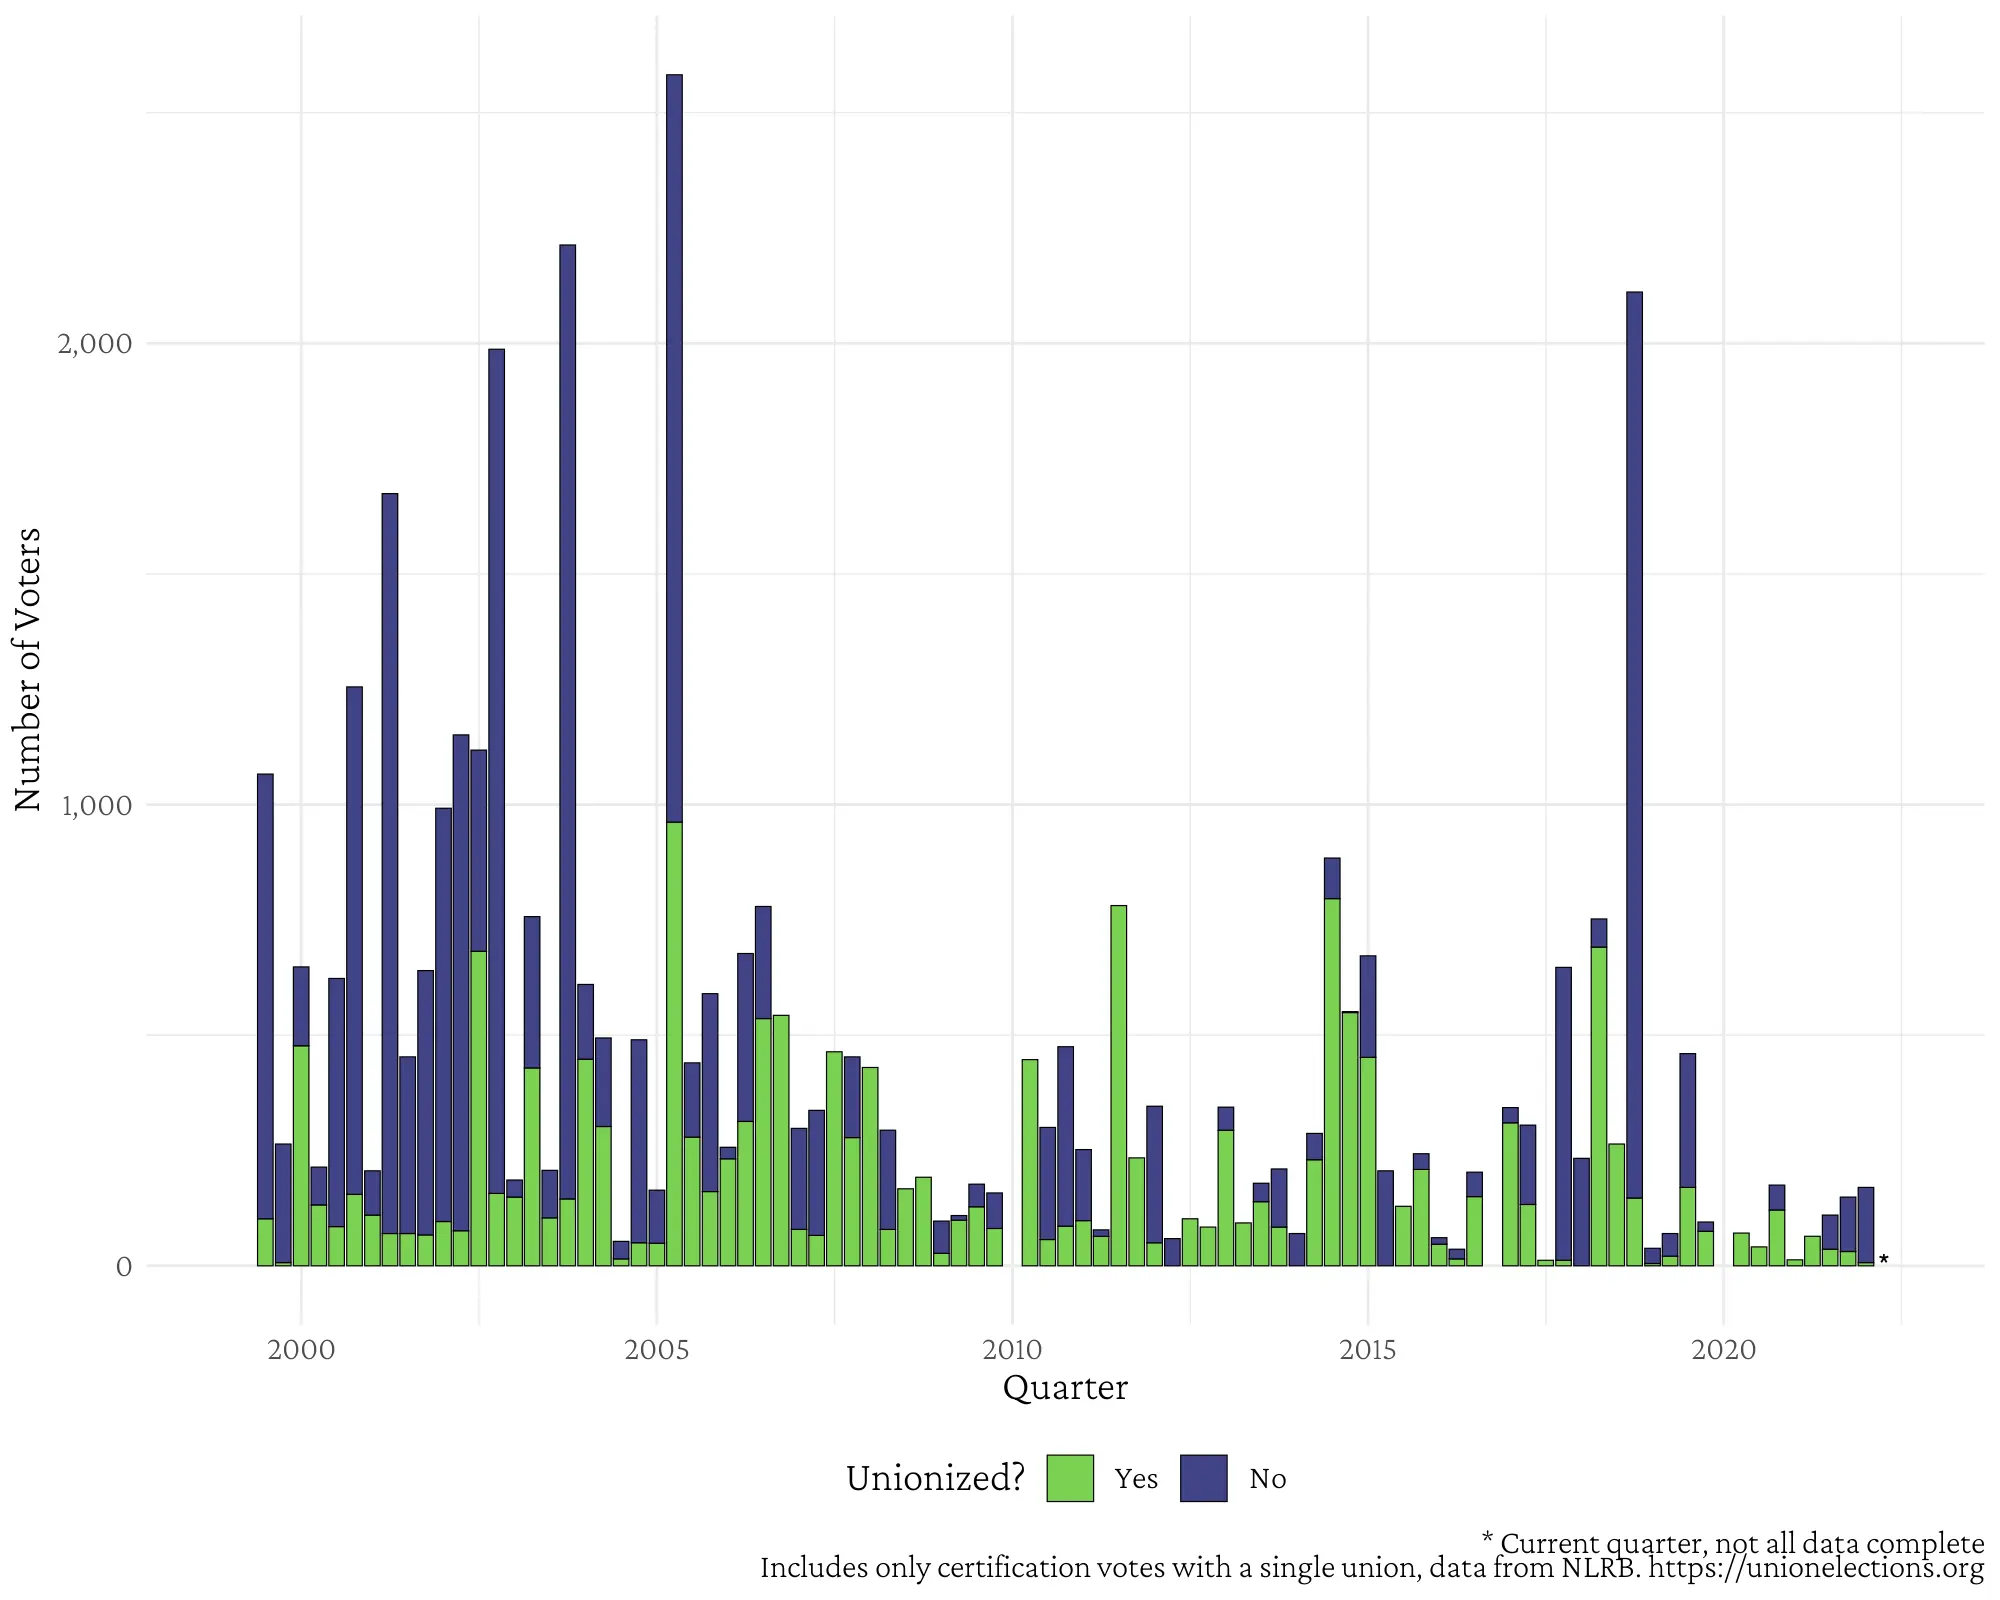 Number of Voters
2,000
1,000
0
*
2000 2005 2010 2015 2020
Quarter
Unionized? Yes No
* Current quarter, not all data complete
Includes only certification votes with a single union, data from NLRB. https://unionelections.org